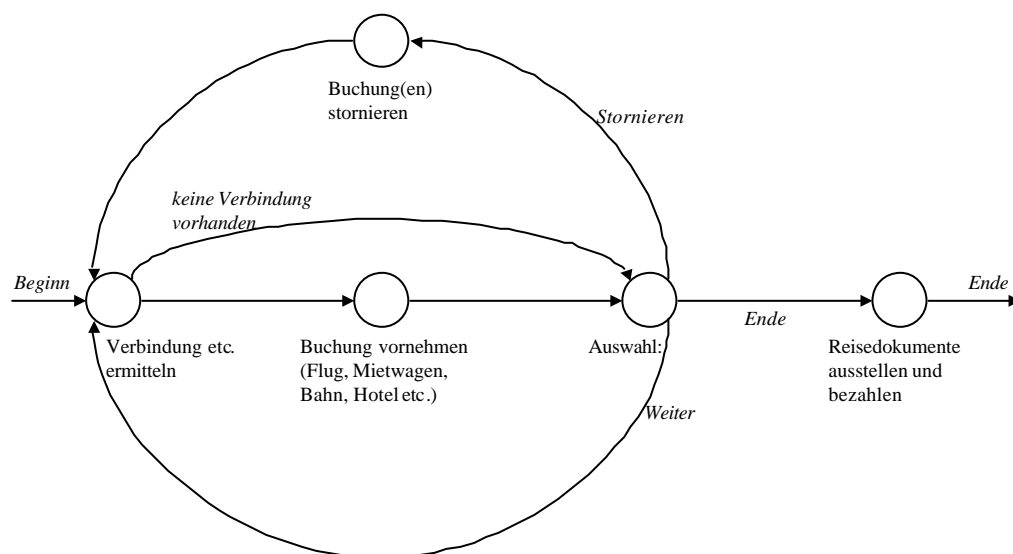 Buchung(en)
stornieren
Stornieren
keine Verbindung
vorhanden
Beginn
Ende
Ende
Verbindung etc.
ermitteln
Buchung vornehmen
(Flug, Mietwagen,
Bahn, Hotel etc.)
Auswahl:
Reisedokumente
ausstellen und
bezahlen
Weiter